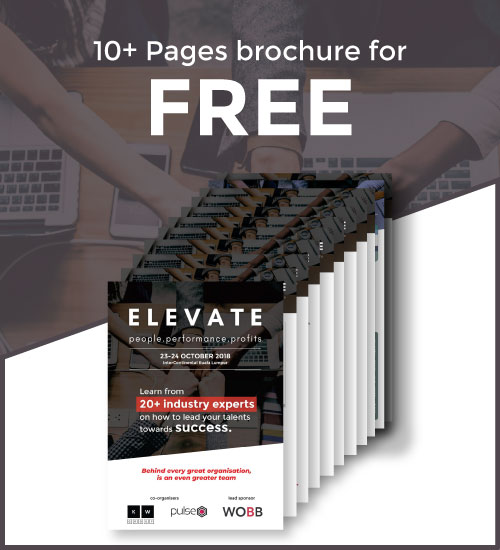 10+ Pages brochure for
FREE
ELEVATE
people.performance.profits
23-24 OCTOBER 2018
InterContinental Kuala Lumpur
Learn from
20+ industry experts
on how to lead your talents
towards success.
Behind every great organisation,
is an even greater team
co-organisers
lead sponsor
K W
pulse
WOBB